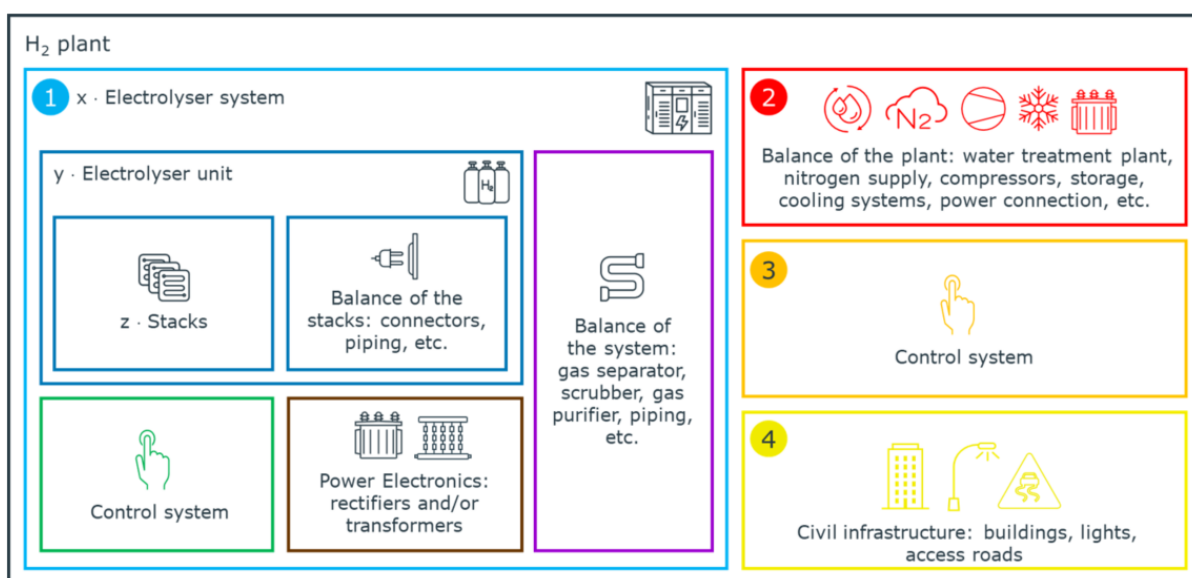 H₂ plant
1
x · Electrolyser system
y · Electrolyser unit
H₂
z · Stacks
Balance of the
stacks: connectors,
piping, etc.
Control system
Power Electronics:
rectifiers and/or
transformers
Balance of
the system:
gas separator,
scrubber, gas
purifier, piping,
etc.
2
N2
Balance of the plant: water treatment plant,
nitrogen supply, compressors, storage,
cooling systems, power connection, etc.
3
Control system
4
Civil infrastructure: buildings, lights,
access roads